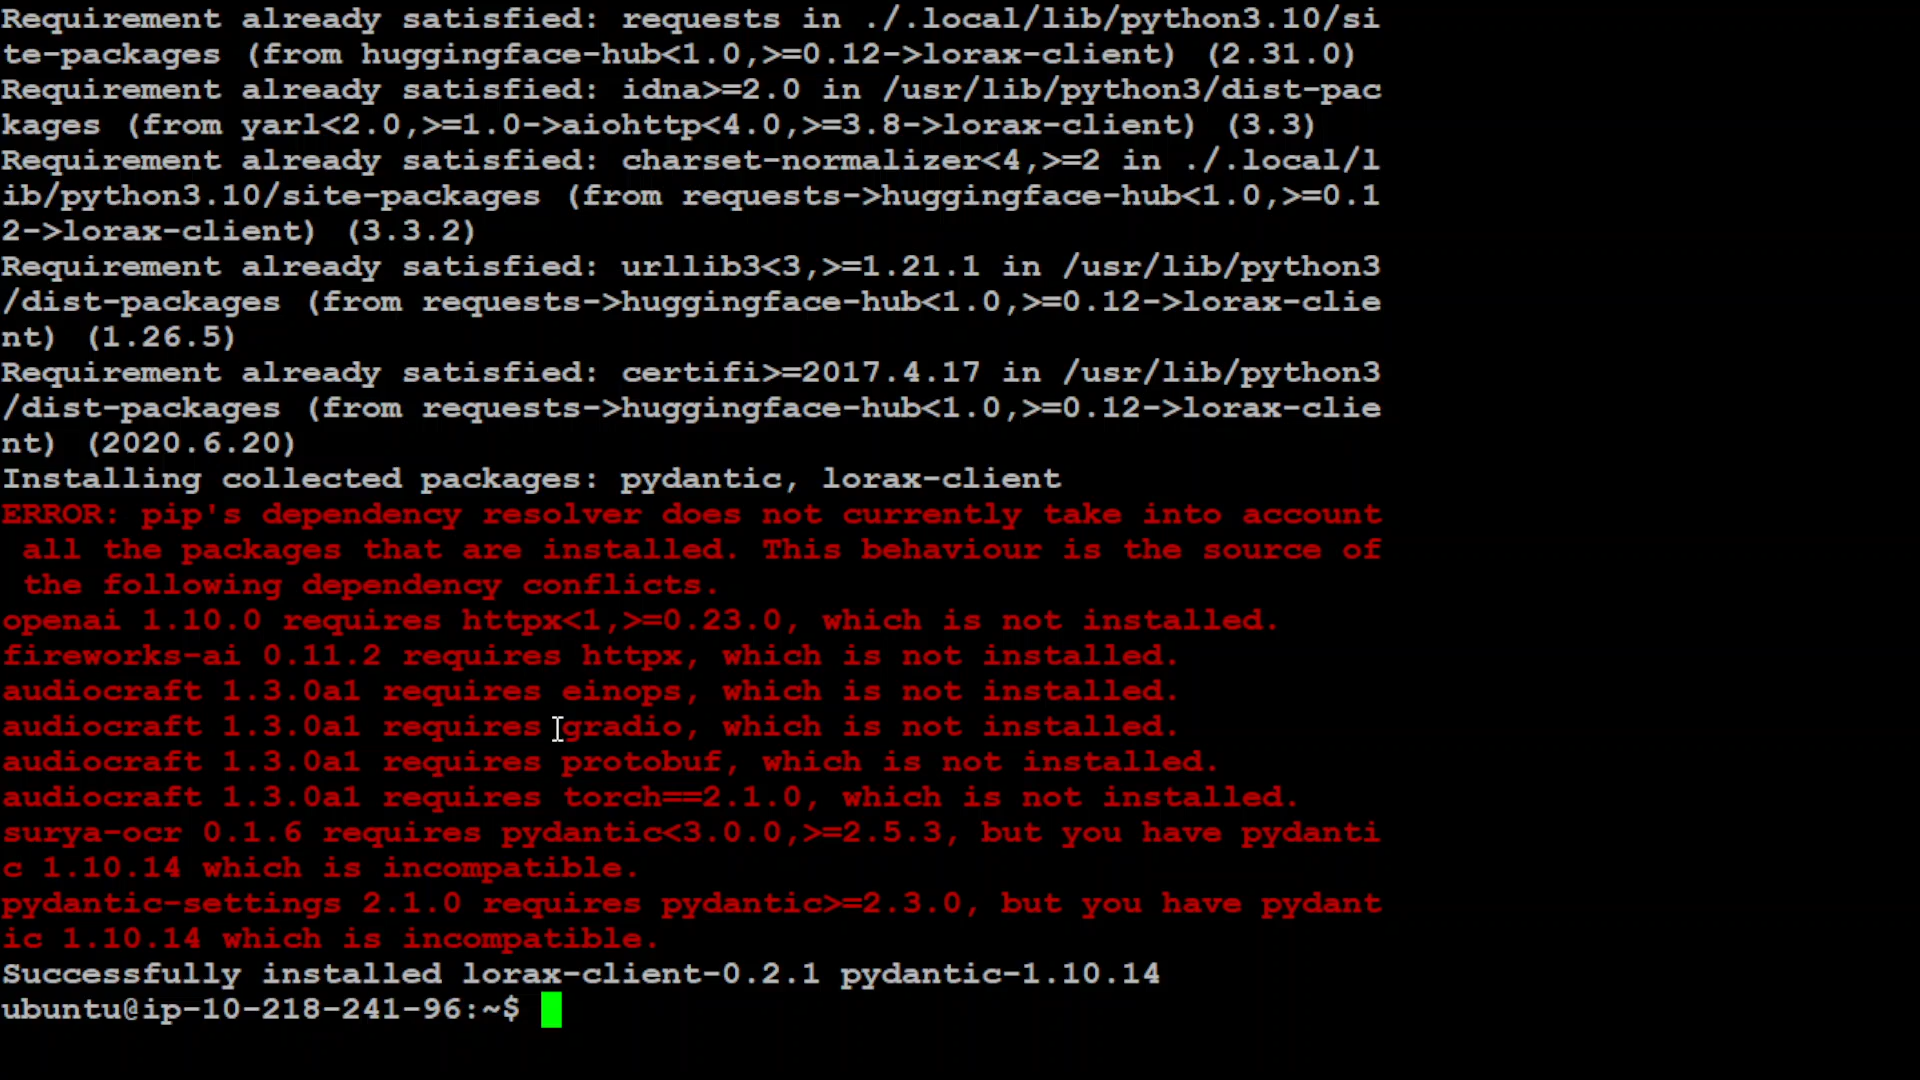 Requirement already satisfied: requests in ./.local/lib/python3.10/si
te-packages (from huggingface-hub<1.0,>=0.12->lorax-client) (2.31.0)
Requirement already satisfied: idna>=2.0 in /usr/lib/python3/dist-pac
kages (from yarl<2.0,>=1.0->aiohttp<4.0,>=3.8->lorax-client) (3.3)
Requirement already satisfied: charset-normalizer<4,>=2 in ./.local/l
ib/python3.10/site-packages (from requests->huggingface-hub<1.0,>=0.1
2->lorax-client) (3.3.2)
Requirement already satisfied: urllib3<3,>=1.21.1 in /usr/lib/python3
/dist-packages (from requests->huggingface-hub<1.0,>=0.12->lorax-clie
nt) (1.26.5)
Requirement already satisfied: certifi>=2017.4.17 in /usr/lib/python3
/dist-packages (from requests->huggingface-hub<1.0,>=0.12->lorax-clie
nt) (2020.6.20)
Installing collected packages: pydantic, lorax-client
ERROR: pip's dependency resolver does not currently take into account
 all the packages that are installed. This behaviour is the source of
 the following dependency conflicts.
openai 1.10.0 requires httpx<1,>=0.23.0, which is not installed.
fireworks-ai 0.11.2 requires httpx, which is not installed.
audiocraft 1.3.0a1 requires einops, which is not installed.
audiocraft 1.3.0a1 requires gradio, which is not installed.
audiocraft 1.3.0a1 requires protobuf, which is not installed.
audiocraft 1.3.0a1 requires torch==2.1.0, which is not installed.
surya-ocr 0.1.6 requires pydantic<3.0.0,>=2.5.3, but you have pydanti
c 1.10.14 which is incompatible.
pydantic-settings 2.1.0 requires pydantic>=2.3.0, but you have pydant
ic 1.10.14 which is incompatible.
Successfully installed lorax-client-0.2.1 pydantic-1.10.14
ubuntu@ip-10-218-241-96:~$